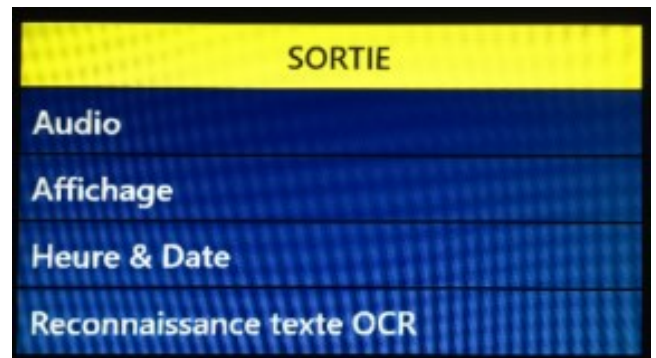 SORTIE
Audio
Affichage
Heure & Date
Reconnaissance texte OCR